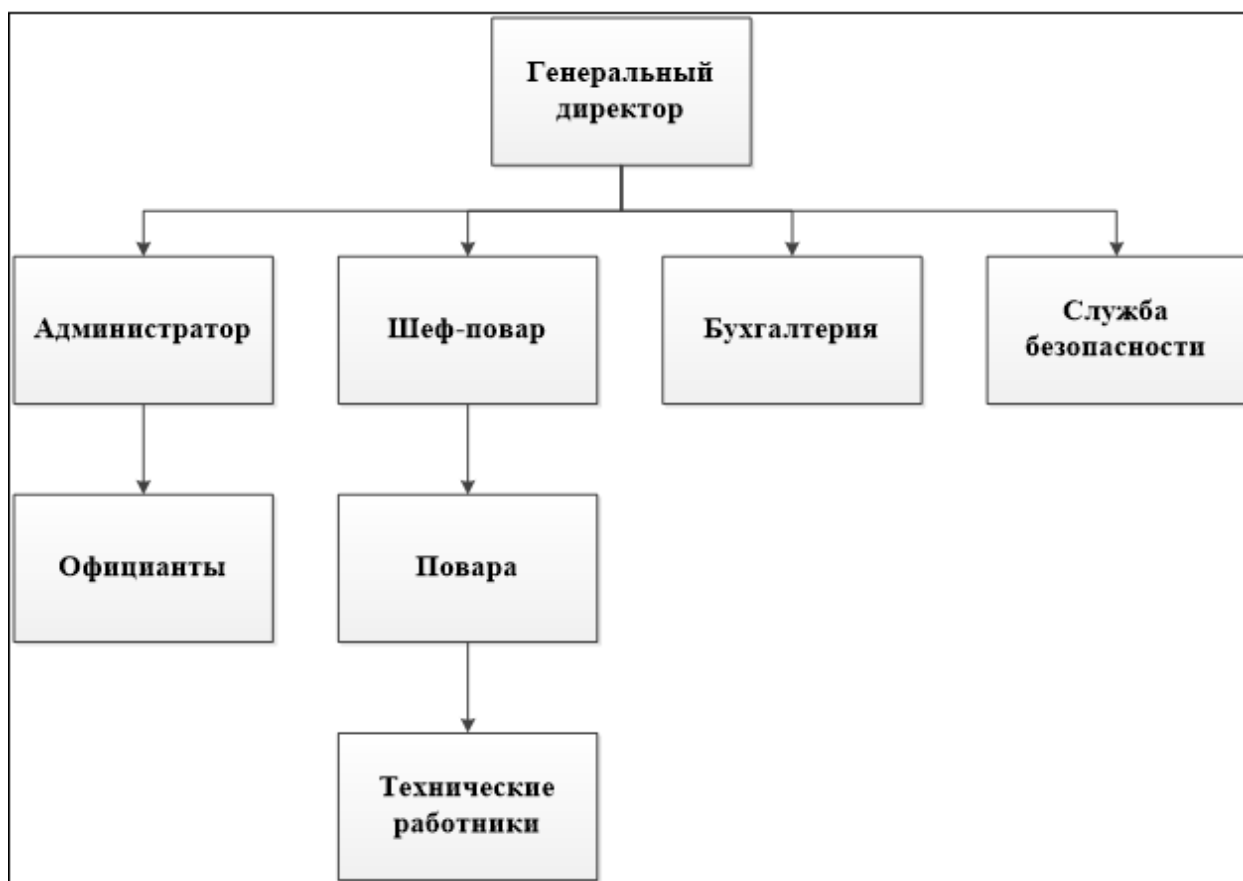 Генеральный
директор
Администратор
Шеф-повар
Бухгалтерия
Служба
безопасности
Официанты
Повара
Технические
работники